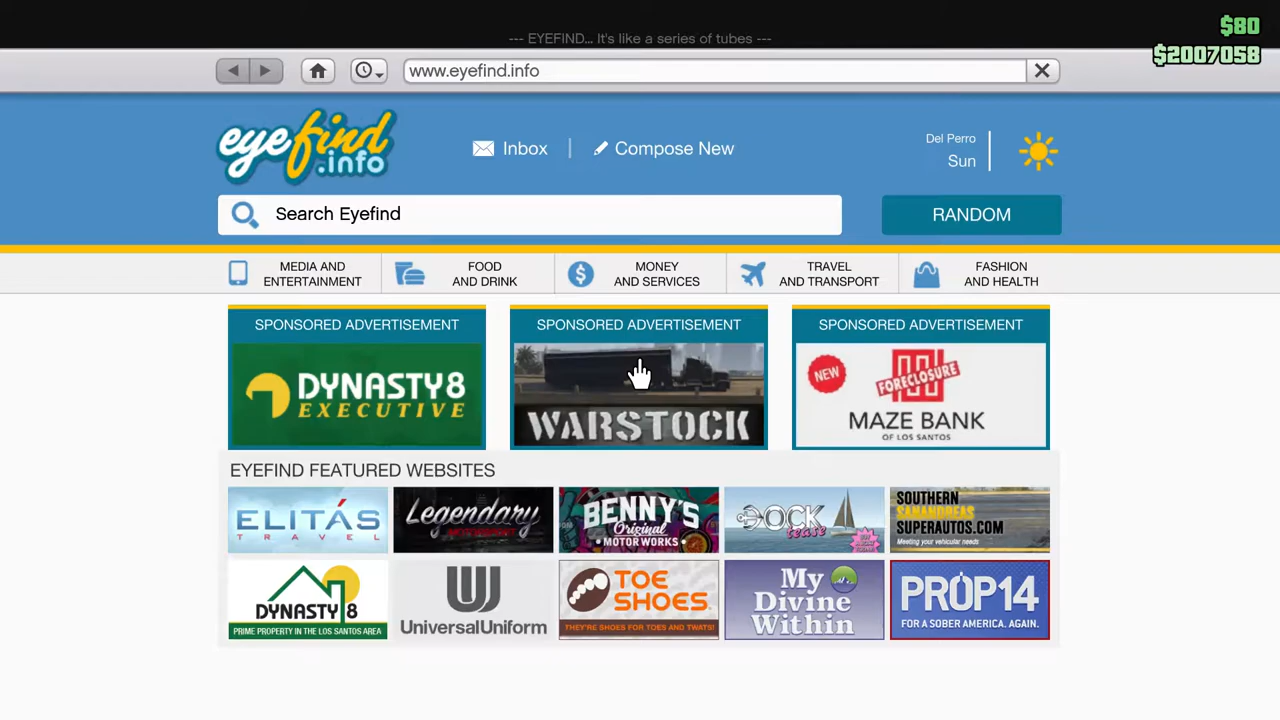 $80
--- EYEFIND... It's like a series of tubes ---
$2007058
www.eyefind.info
eyefind.info
Inbox
Compose New
Del Perro
Sun
Search Eyefind
RANDOM
MEDIA AND
ENTERTAINMENT
FOOD
AND DRINK
MONEY
AND SERVICES
TRAVEL
AND TRANSPORT
FASHION
AND HEALTH
SPONSORED ADVERTISEMENT
DYNASTY8
EXECUTIVE
SPONSORED ADVERTISEMENT
WARSTOCK
SPONSORED ADVERTISEMENT
NEW
FORECLOSURE
MAZE BANK
OF LOS SANTOS
EYEFIND FEATURED WEBSITES
ELITÁS
TRAVEL
Legendary
MOTORSPORT
BENNY'S
Original
MOTORWORKS
DOCK
tease
SOUTHERN
SANANDREAS
SUPERAUTOS.COM
Meeting your vehicular needs
DYNASTY 8
PRIME PROPERTY IN THE LOS SANTOS AREA
UniversalUniform
TOE
SHOES
THEY'RE SHOES FOR TOES AND TWATS!
My
Divine
Within
PROP14
FOR A SOBER AMERICA. AGAIN.